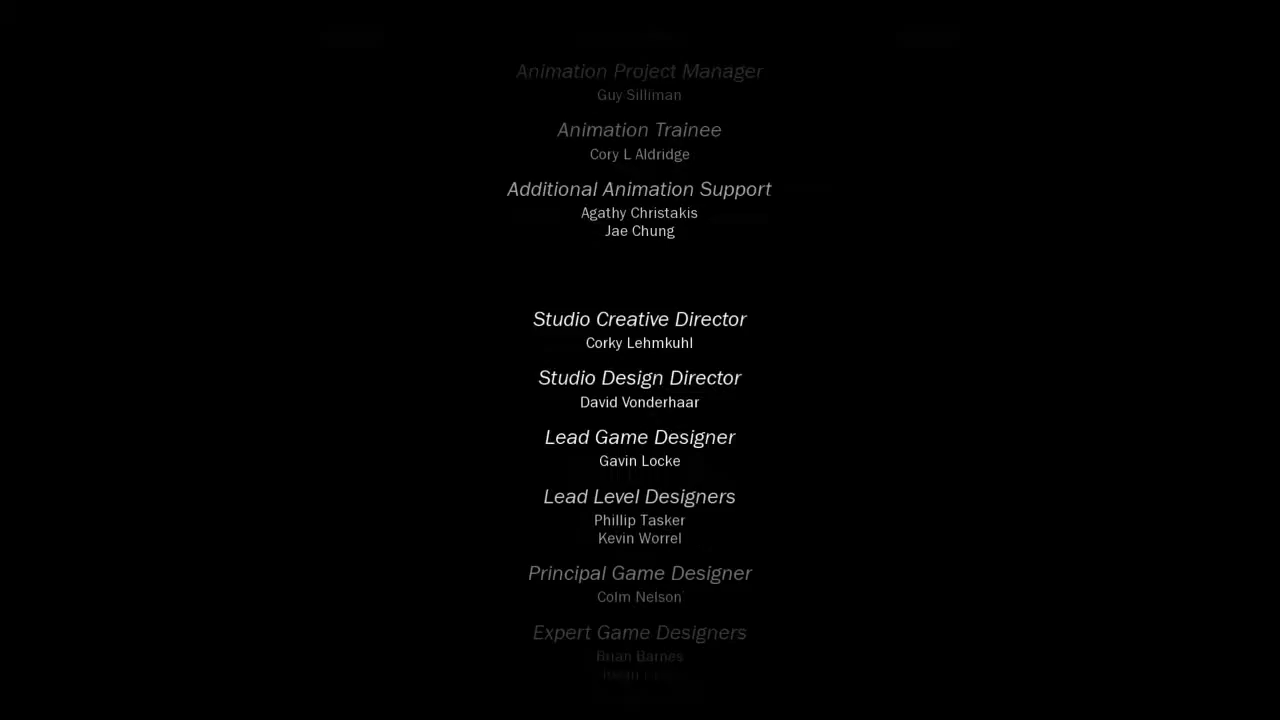 Animation Project Manager
Guy Silliman
Animation Trainee
Cory L Aldridge
Additional Animation Support
Agathy Christakis
Jae Chung
Studio Creative Director
Corky Lehmkuhl
Studio Design Director
David Vonderhaar
Lead Game Designer
Gavin Locke
Lead Level Designers
Phillip Tasker
Kevin Worrel
Principal Game Designer
Colm Nelson
Expert Game Designers
Brian Barnes